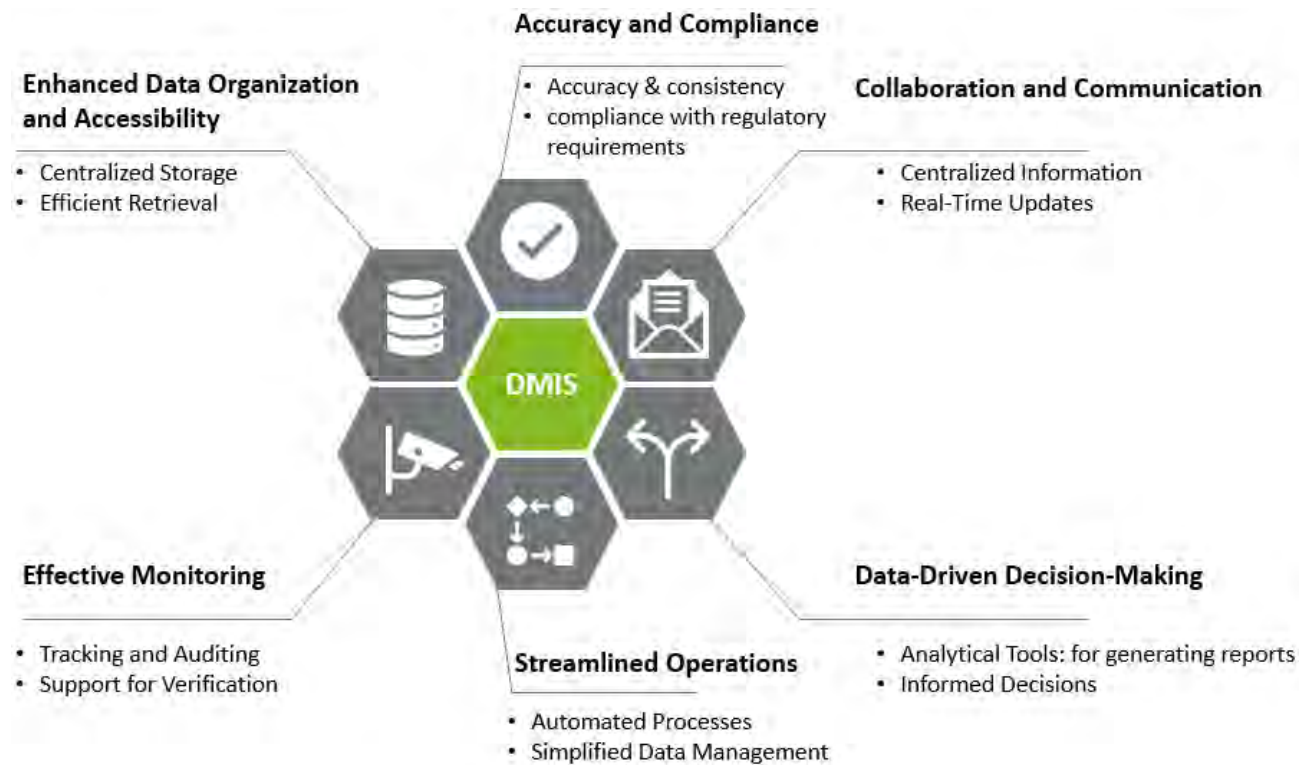 Accuracy and Compliance
• Accuracy & consistency
• compliance with regulatory
requirements
Enhanced Data Organization
and Accessibility
• Centralized Storage
• Efficient Retrieval
Collaboration and Communication
• Centralized Information
• Real-Time Updates
DMIS
Effective Monitoring
• Tracking and Auditing
• Support for Verification
Streamlined Operations
• Automated Processes
• Simplified Data Management
Data-Driven Decision-Making
• Analytical Tools: for generating reports
• Informed Decisions